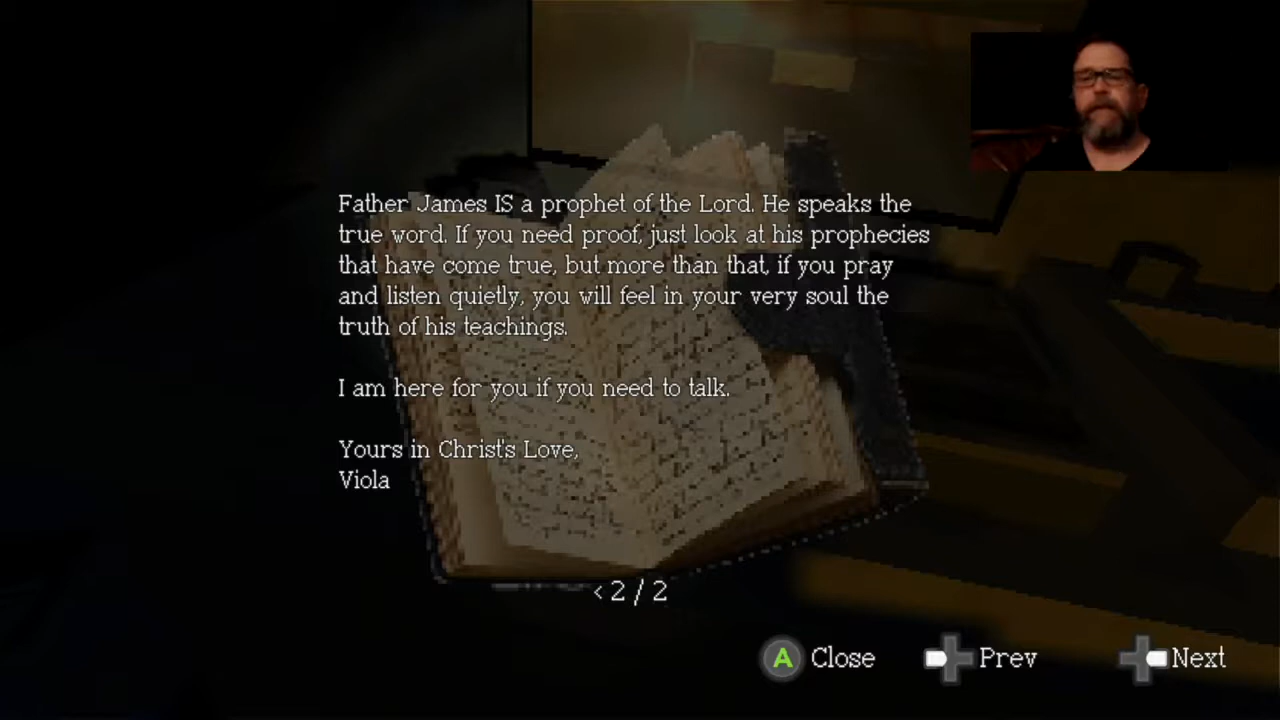 Father James IS a prophet of the Lord. He speaks the
true word. If you need proof, just look at his prophecies
that have come true, but more than that, if you pray
and listen quietly, you will feel in your very soul the
truth of his teachings.
I am here for you if you need to talk.
Yours in Christ's Love,
Viola
<2/2
A Close Prev Next